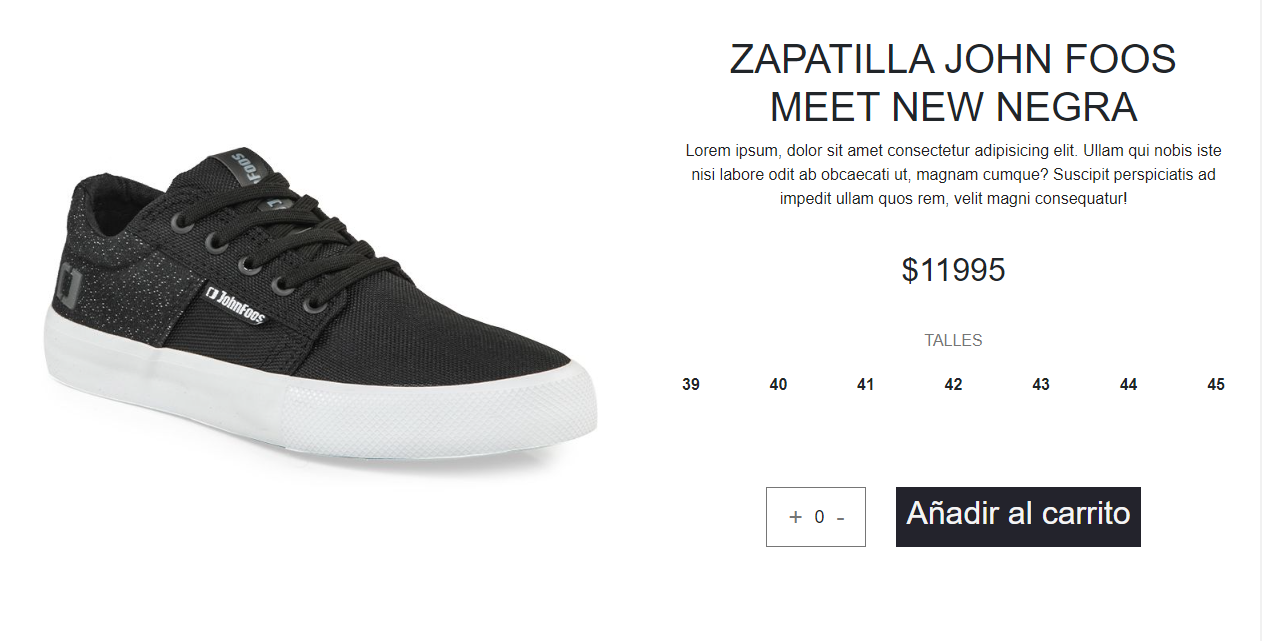 FOOS
JohnFoos
ZAPATILLA JOHN FOOS
MEET NEW NEGRA
Lorem ipsum, dolor sit amet consectetur adipisicing elit. Ullam qui nobis iste
nisi labore odit ab obcaecati ut, magnam cumque? Suscipit perspiciatis ad
impedit ullam quos rem, velit magni consequatur!
$11995
TALLES
39 40 41 42 43 44 45
+ 0 -
Añadir al carrito